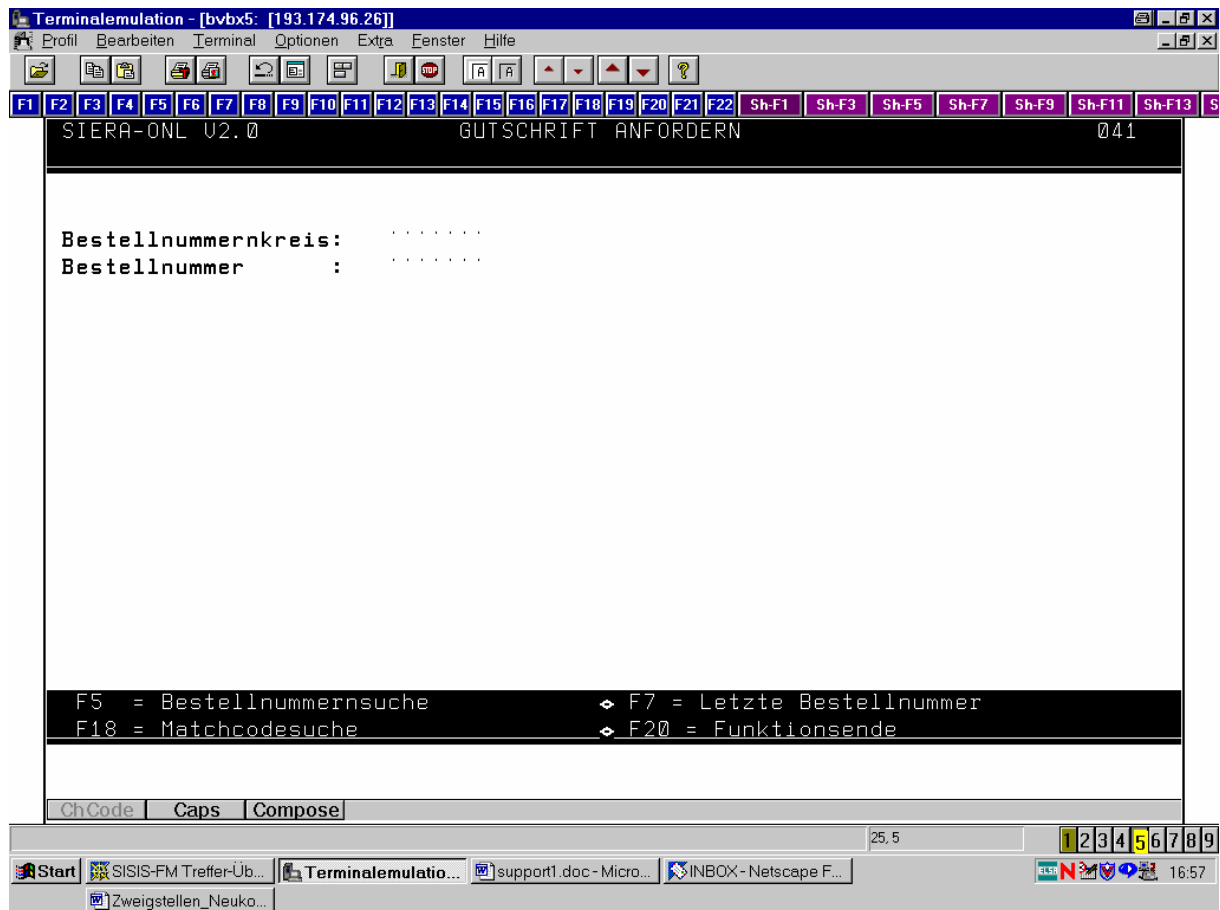 Terminalemulation - [bvbx5: [193.174.96.26]]
Profil Bearbeiten Terminal Optionen Extra Fenster Hilfe
STOP A A ?
F1 F2 F3 F4 F5 F6 F7 F8 F9 F10 F11 F12 F13 F14 F15 F16 F17 F18 F19 F20 F21 F22 Sh-F1 Sh-F3 Sh-F5 Sh-F7 Sh-F9 Sh-F11 Sh-F13 S
SIERA-ONL V2.0 GUTSCHRIFT ANFORDERN 041
Bestellnummernkreis: .......
Bestellnummer : .......
F5 = Bestellnummernsuche F7 = Letzte Bestellnummer
F18 = Matchcodesuche F20 = Funktionsende
ChCode Caps Compose
25, 5 1 2 3 4 5 6 7 8 9
Start SISIS-FM Treffer-Üb... Terminalemulatio... support1.doc - Micro... INBOX - Netscape F... N 16:57
Zweigstellen_Neuko...